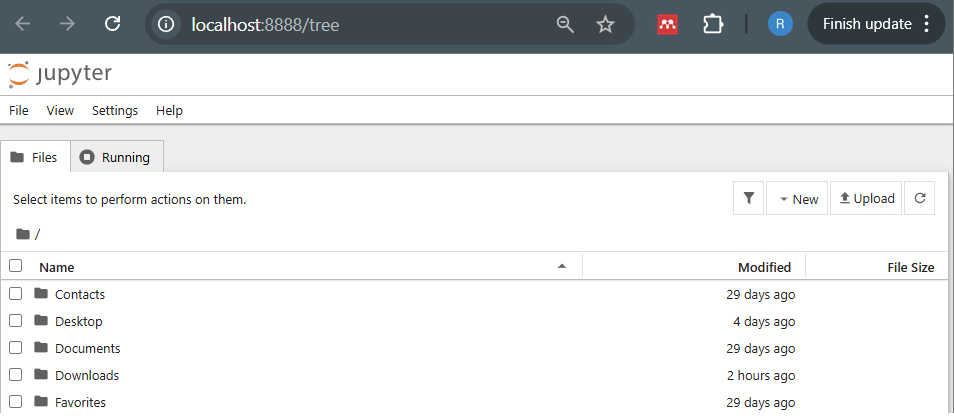 localhost:8888/tree
R
Finish update
jupyter
File View Settings Help
Files Running
Select items to perform actions on them.
New Upload
/
Name Modified File Size
Contacts 29 days ago
Desktop 4 days ago
Documents 29 days ago
Downloads 2 hours ago
Favorites 29 days ago